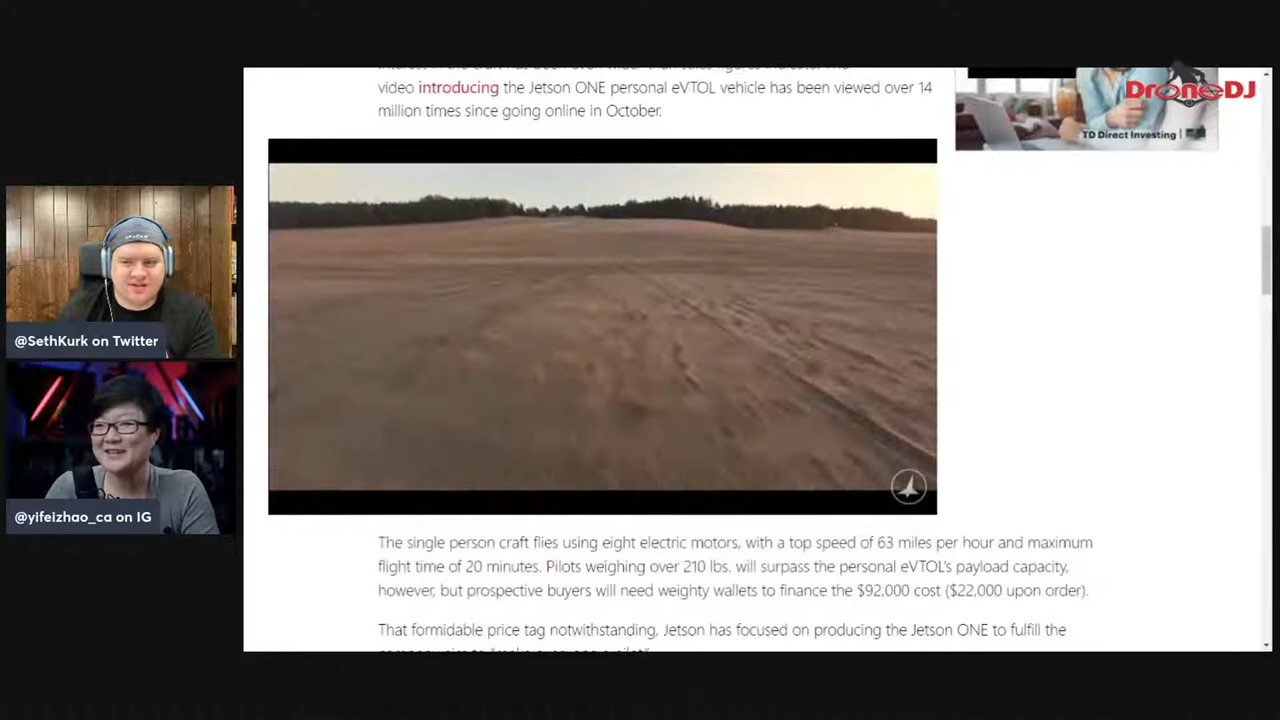 DroneDJ
video introducing the Jetson ONE personal eVTOL vehicle has been viewed over 14
million times since going online in October.
TD Direct Investing
@SethKurk on Twitter
@yifeizhao_ca on IG
The single person craft flies using eight electric motors, with a top speed of 63 miles per hour and maximum
flight time of 20 minutes. Pilots weighing over 210 lbs. will surpass the personal eVTOL's payload capacity,
however, but prospective buyers will need weighty wallets to finance the $92,000 cost ($22,000 upon order).
That formidable price tag notwithstanding, Jetson has focused on producing the Jetson ONE to fulfill the